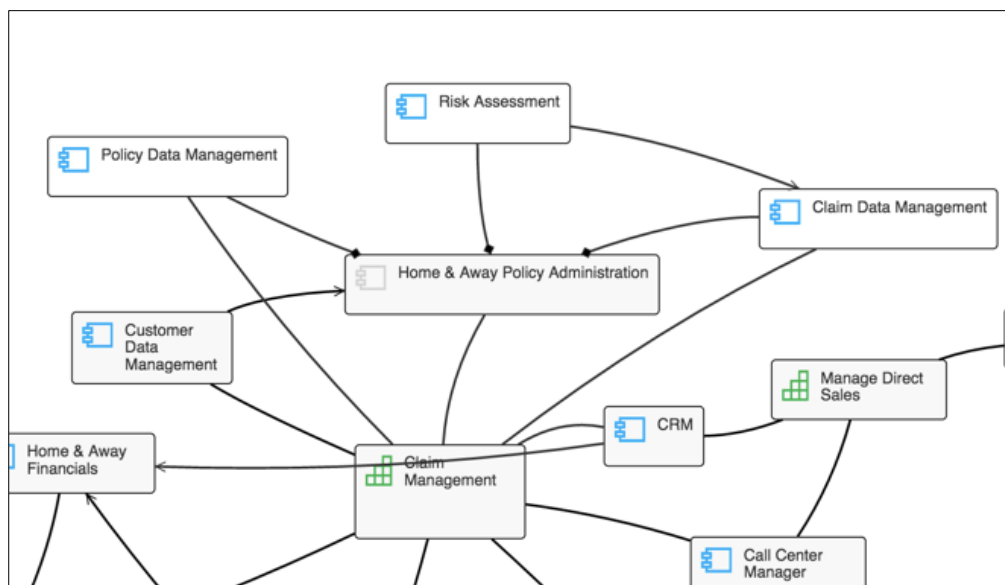 Risk Assessment
Policy Data Management
Claim Data Management
Home & Away Policy Administration
Customer
Data
Management
Manage Direct
Sales
CRM
Home & Away
Financials
Claim
Management
Call Center
Manager